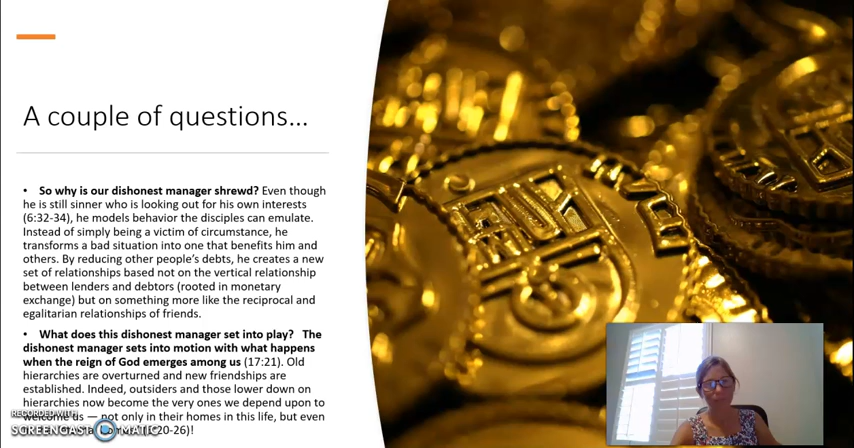 A couple of questions...
• So why is our dishonest manager shrewd? Even though
he is still sinner who is looking out for his own interests
(6:32-34), he models behavior the disciples can emulate.
Instead of simply being a victim of circumstance, he
transforms a bad situation into one that benefits him and
others. By reducing other people's debts, he creates a new
set of relationships based not on the vertical relationship
between lenders and debtors (rooted in monetary
exchange) but on something more like the reciprocal and
egalitarian relationships of friends.
• What does this dishonest manager set into play? The
dishonest manager sets into motion with what happens
when the reign of God emerges among us (17:21). Old
hierarchies are overturned and new friendships are
established. Indeed, outsiders and those lower down on
hierarchies now become the very ones we depend upon to
welcome us — not only in their homes in this life, but even
20-26)!
RECORDED WITH
SCREENCAST-O-MATIC